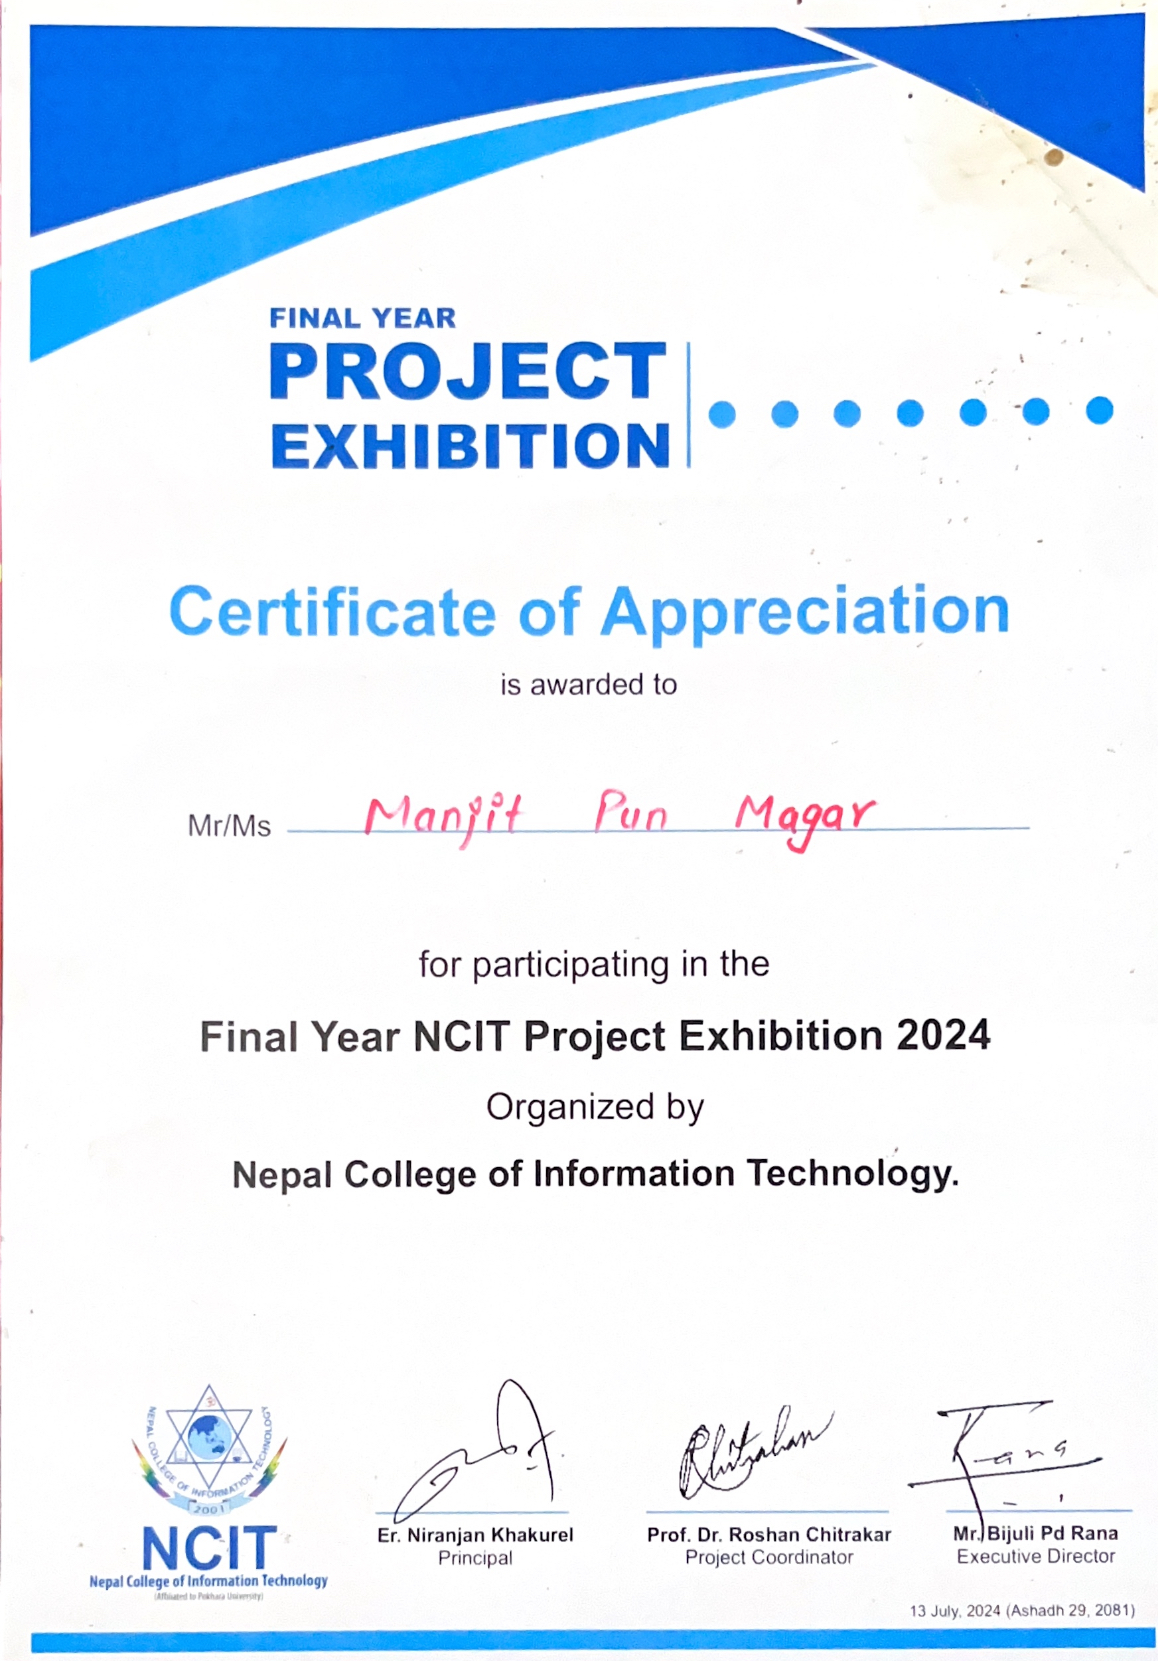 FINAL YEAR
PROJECT
EXHIBITION
Certificate of Appreciation
is awarded to
Mr/Ms Manjit Pun Magar
for participating in the
Final Year NCIT Project Exhibition 2024
Organized by
Nepal College of Information Technology.
NEPAL COLLEGE OF INFORMATION TECHNOLOGY
2001
NCIT
Nepal College of Information Technology
(Affiliated to Pokhara University)
Er. Niranjan Khakurel
Principal
Chitrakar
Prof. Dr. Roshan Chitrakar
Project Coordinator
Rana
Mr. Bijuli Pd Rana
Executive Director
13 July, 2024 (Ashadh 29, 2081)